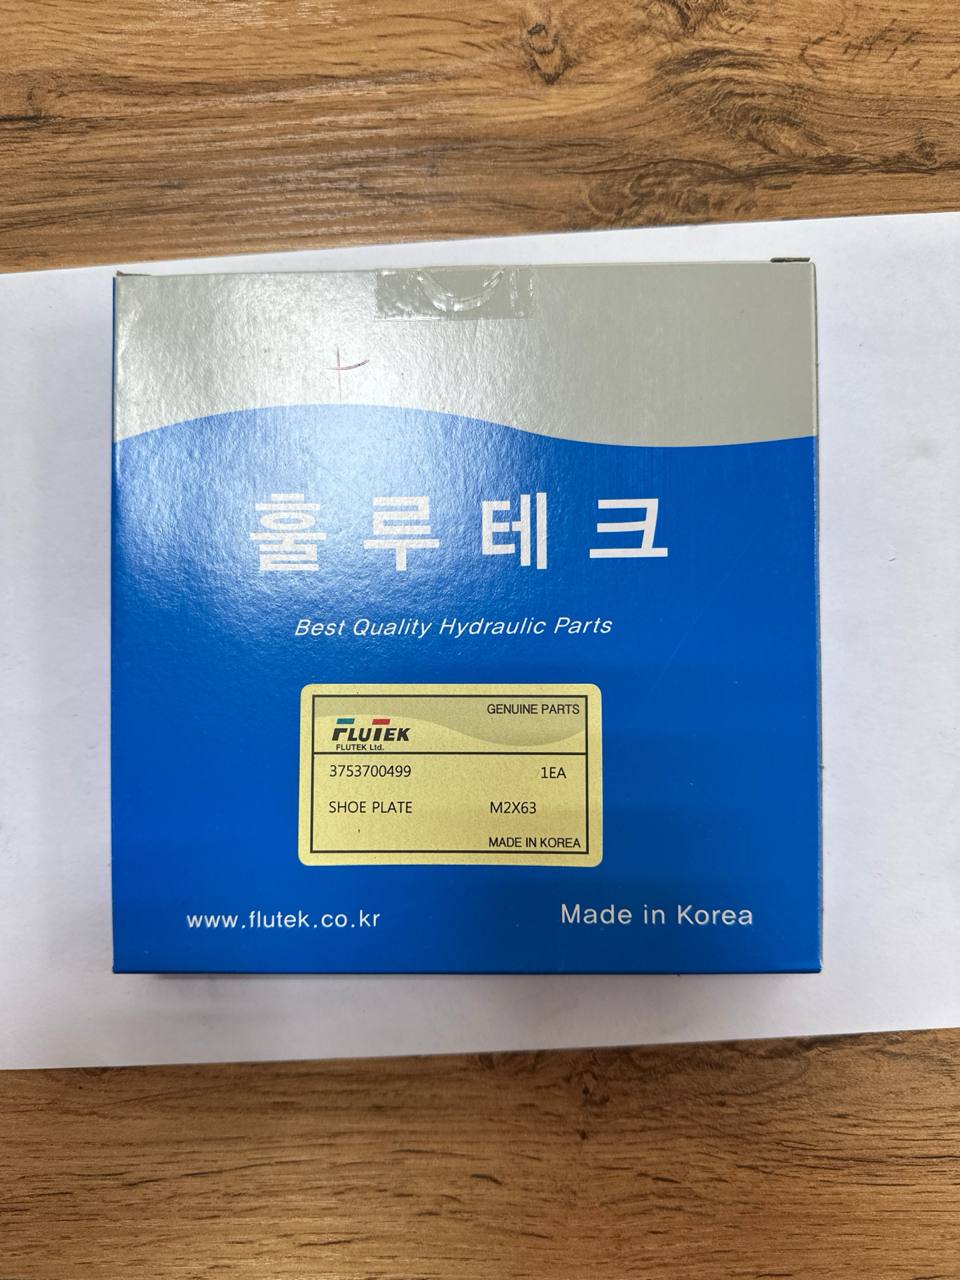 훌루테크
Best Quality Hydraulic Parts
GENUINE PARTS
FLUTEK
FLUTEK Ltd.
3753700499 1EA
SHOE PLATE M2X63
MADE IN KOREA
www.flutek.co.kr Made in Korea